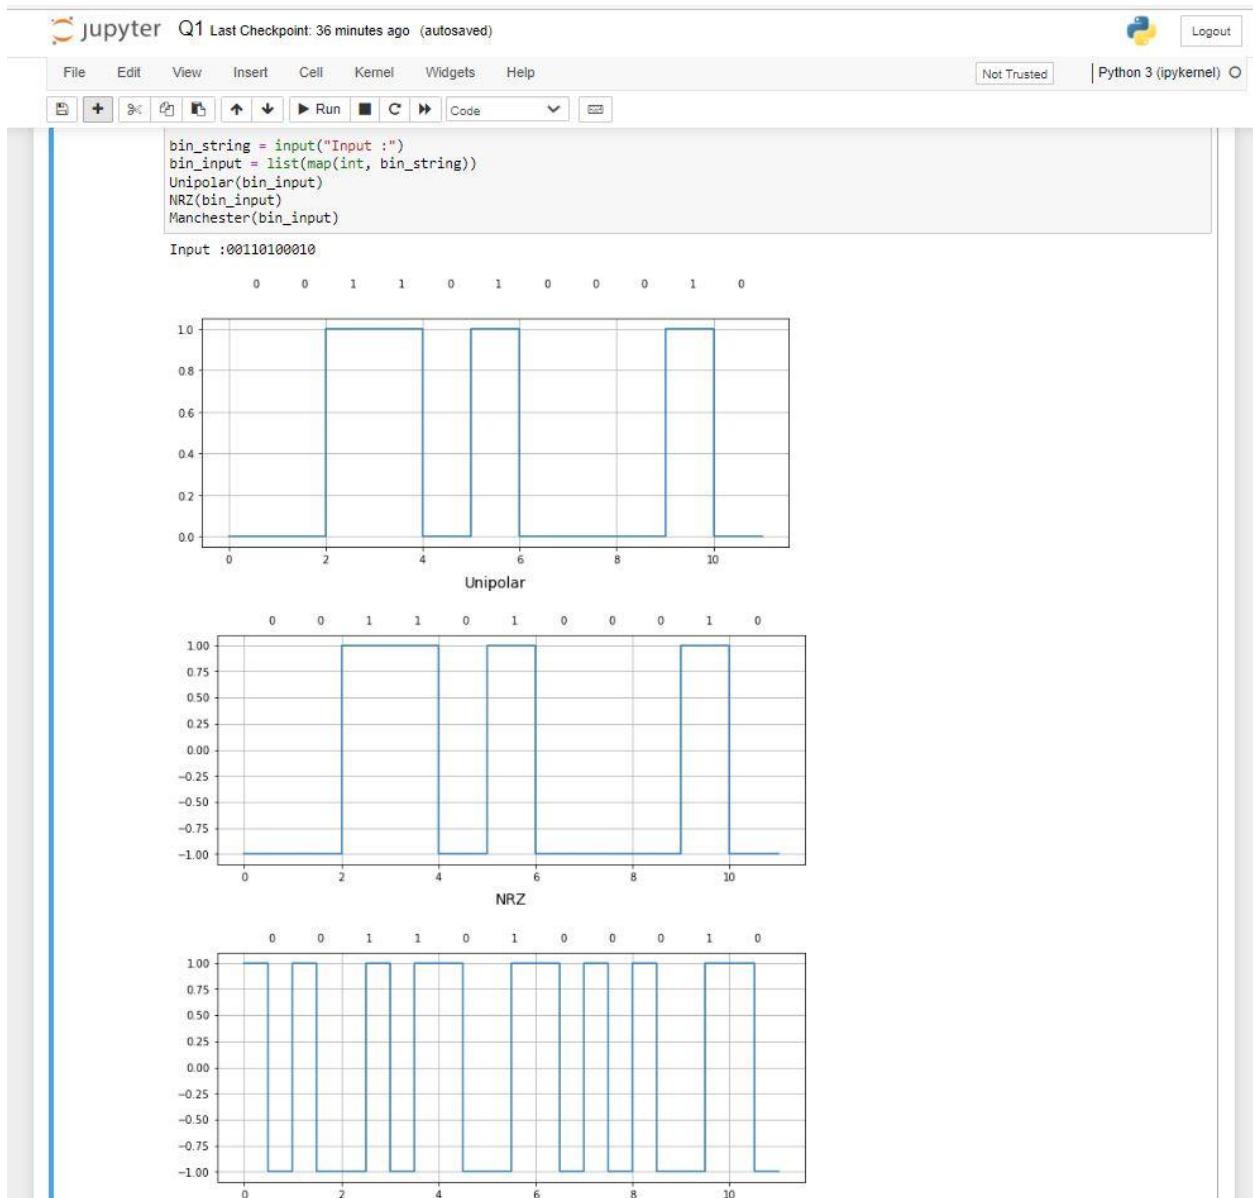 jupyter Q1 Last Checkpoint: 36 minutes ago (autosaved)
Logout
File Edit View Insert Cell Kernel Widgets Help
Not Trusted
Python 3 (ipykernel)
Run
Code
bin_string = input("Input :")
bin_input = list(map(int, bin_string))
Unipolar(bin_input)
NRZ(bin_input)
Manchester(bin_input)
Input :00110100010
0 0 1 1 0 1 0 0 0 1 0
1.0
0.8
0.6
0.4
0.2
0.0
0 2 4 6 8 10
Unipolar
0 0 1 1 0 1 0 0 0 1 0
1.00
0.75
0.50
0.25
0.00
−0.25
−0.50
−0.75
−1.00
0 2 4 6 8 10
NRZ
0 0 1 1 0 1 0 0 0 1 0
1.00
0.75
0.50
0.25
0.00
−0.25
−0.50
−0.75
−1.00
0 2 4 6 8 10